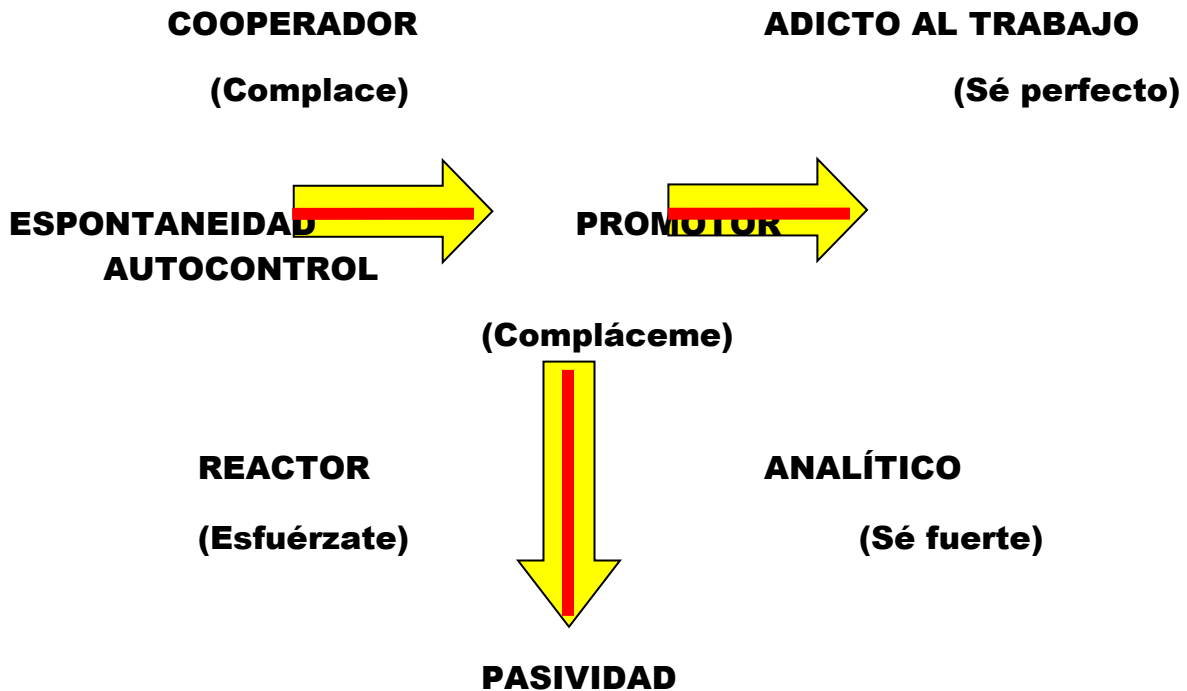 COOPERADOR ADICTO AL TRABAJO
(Complace) (Sé perfecto)
ESPONTANEIDAD PROMOTOR
AUTOCONTROL
(Compláceme)
REACTOR ANALÍTICO
(Esfuérzate) (Sé fuerte)
PASIVIDAD